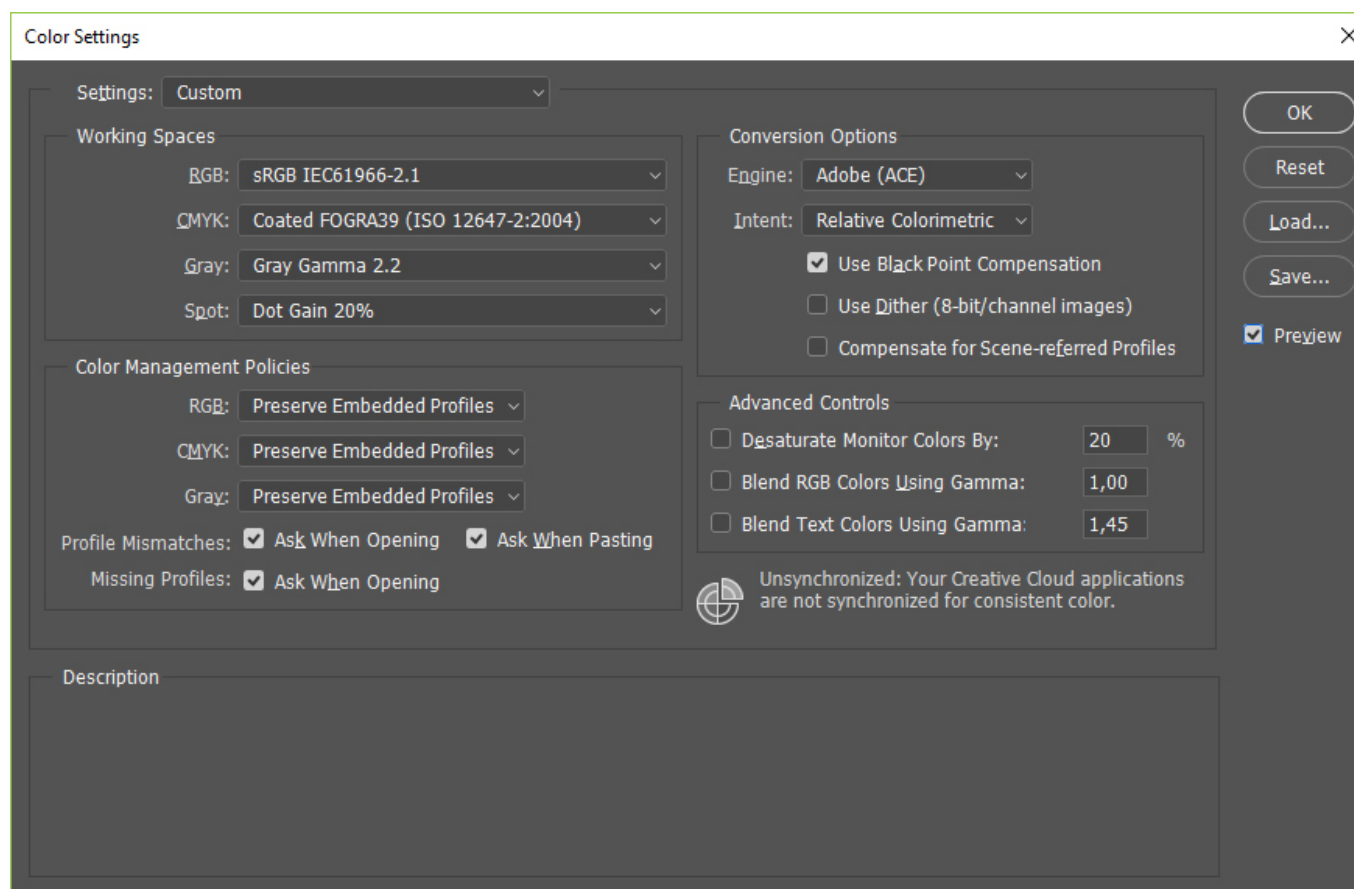 Color Settings
Settings: Custom
Working Spaces
RGB: sRGB IEC61966-2.1
CMYK: Coated FOGRA39 (ISO 12647-2:2004)
Gray: Gray Gamma 2.2
Spot: Dot Gain 20%
Color Management Policies
RGB: Preserve Embedded Profiles
CMYK: Preserve Embedded Profiles
Gray: Preserve Embedded Profiles
Profile Mismatches: Ask When Opening Ask When Pasting
Missing Profiles: Ask When Opening
Conversion Options
Engine: Adobe (ACE)
Intent: Relative Colorimetric
Use Black Point Compensation
Use Dither (8-bit/channel images)
Compensate for Scene-referred Profiles
Advanced Controls
Desaturate Monitor Colors By: 20 %
Blend RGB Colors Using Gamma: 1,00
Blend Text Colors Using Gamma: 1,45
Unsynchronized: Your Creative Cloud applications
are not synchronized for consistent color.
OK
Reset
Load...
Save...
Preview
Description